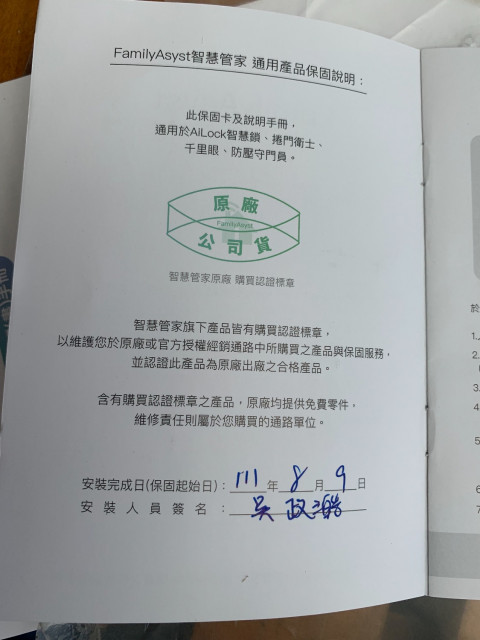 FamilyAsyst智慧管家 通用產品保固說明：
此保固卡及說明手冊，
通用於AiLock智慧鎖、捲門衛士、
千里眼、防壓守門員。
原廠
FamilyAsyst
公司貨
智慧管家原廠 購買認證標章
智慧管家旗下產品皆有購買認證標章，
以維護您於原廠或官方授權經銷通路中所購買之產品與保固服務，
並認證此產品為原廠出廠之合格產品。
含有購買認證標章之產品，原廠均提供免費零件，
維修責任則屬於您購買的通路單位。
安裝完成日(保固起始日)：111年8月9日
安裝人員簽名：吳政
於
1.
2.
3.
4
5
6
7